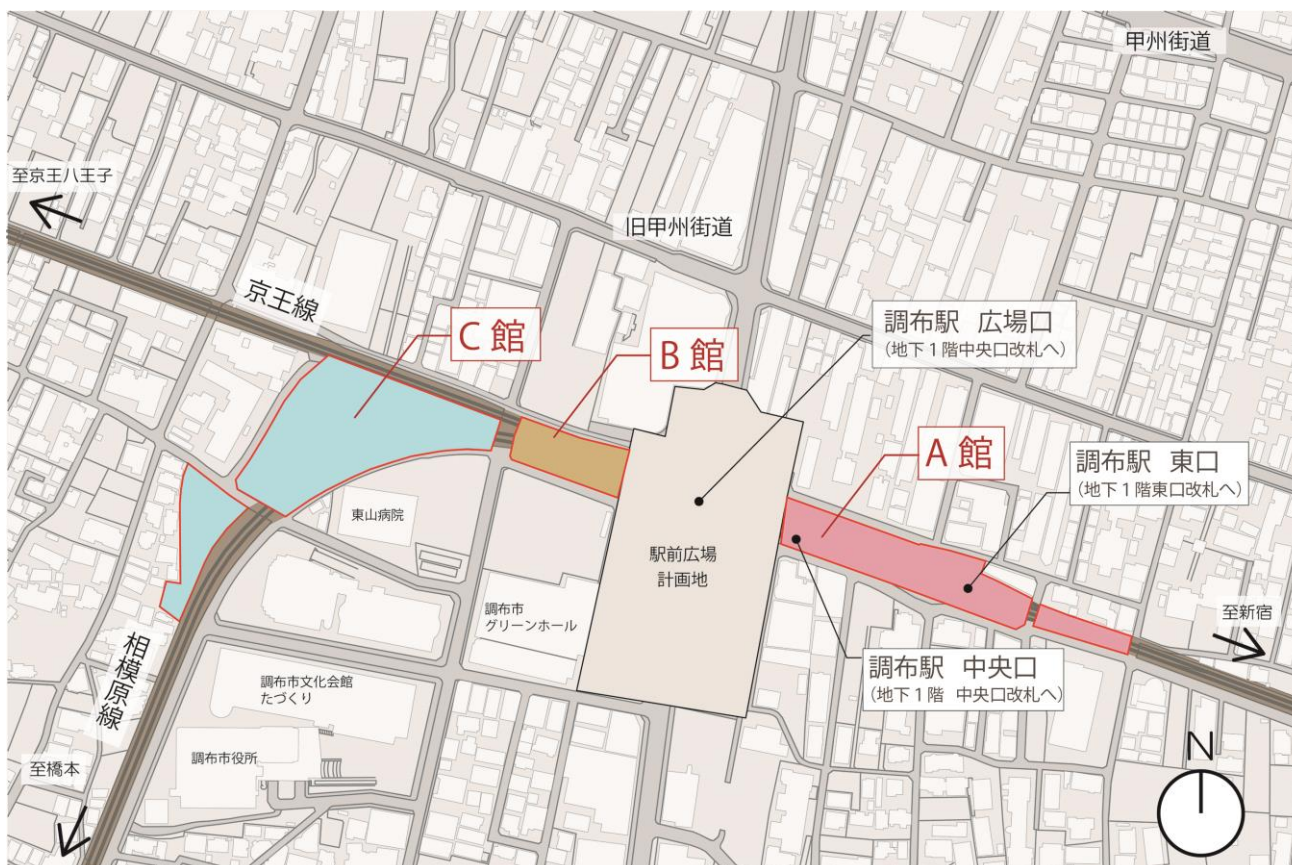 甲州街道
至京王八王子
旧甲州街道
京王線
C 館
B 館
調布駅 広場口
(地下1階中央口改札へ)
A 館
調布駅 東口
(地下1階東口改札へ)
東山病院
駅前広場
計画地
調布市
グリーンホール
至新宿
相模原線
調布駅 中央口
(地下1階 中央口改札へ)
調布市文化会館
たづくり
調布市役所
至橋本
N